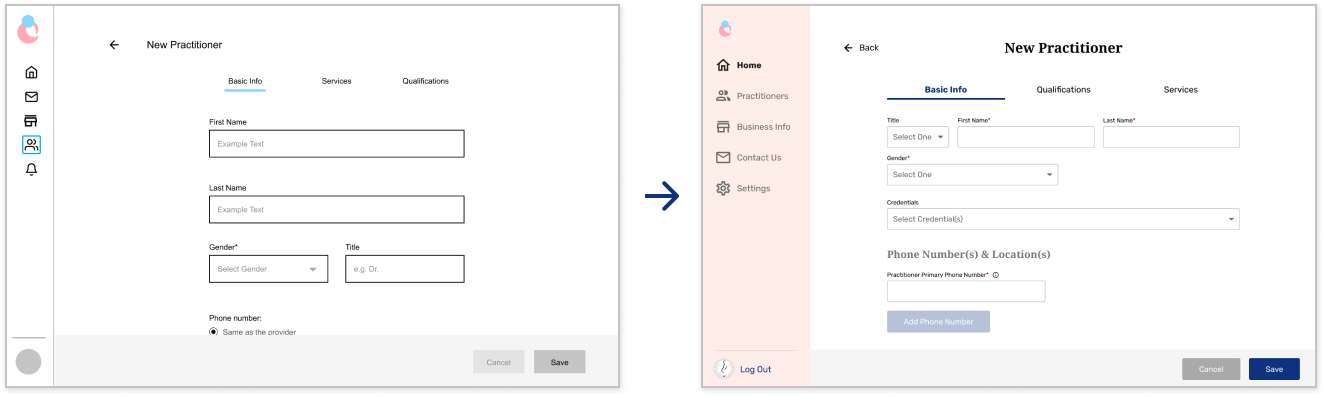 New Practitioner
Basic Info Services Qualifications
First Name
Example Text
Last Name
Example Text
Gender* Title
Select Gender e.g. Dr.
Phone number:
Same as the provider
Cancel Save
Home
Practitioners
Business Info
Contact Us
Settings
Log Out
Back New Practitioner
Basic Info Qualifications Services
Title First Name* Last Name*
Select One
Gender*
Select One
Credentials
Select Credential(s)
Phone Number(s) & Location(s)
Practitioner Primary Phone Number*
Add Phone Number
Cancel Save